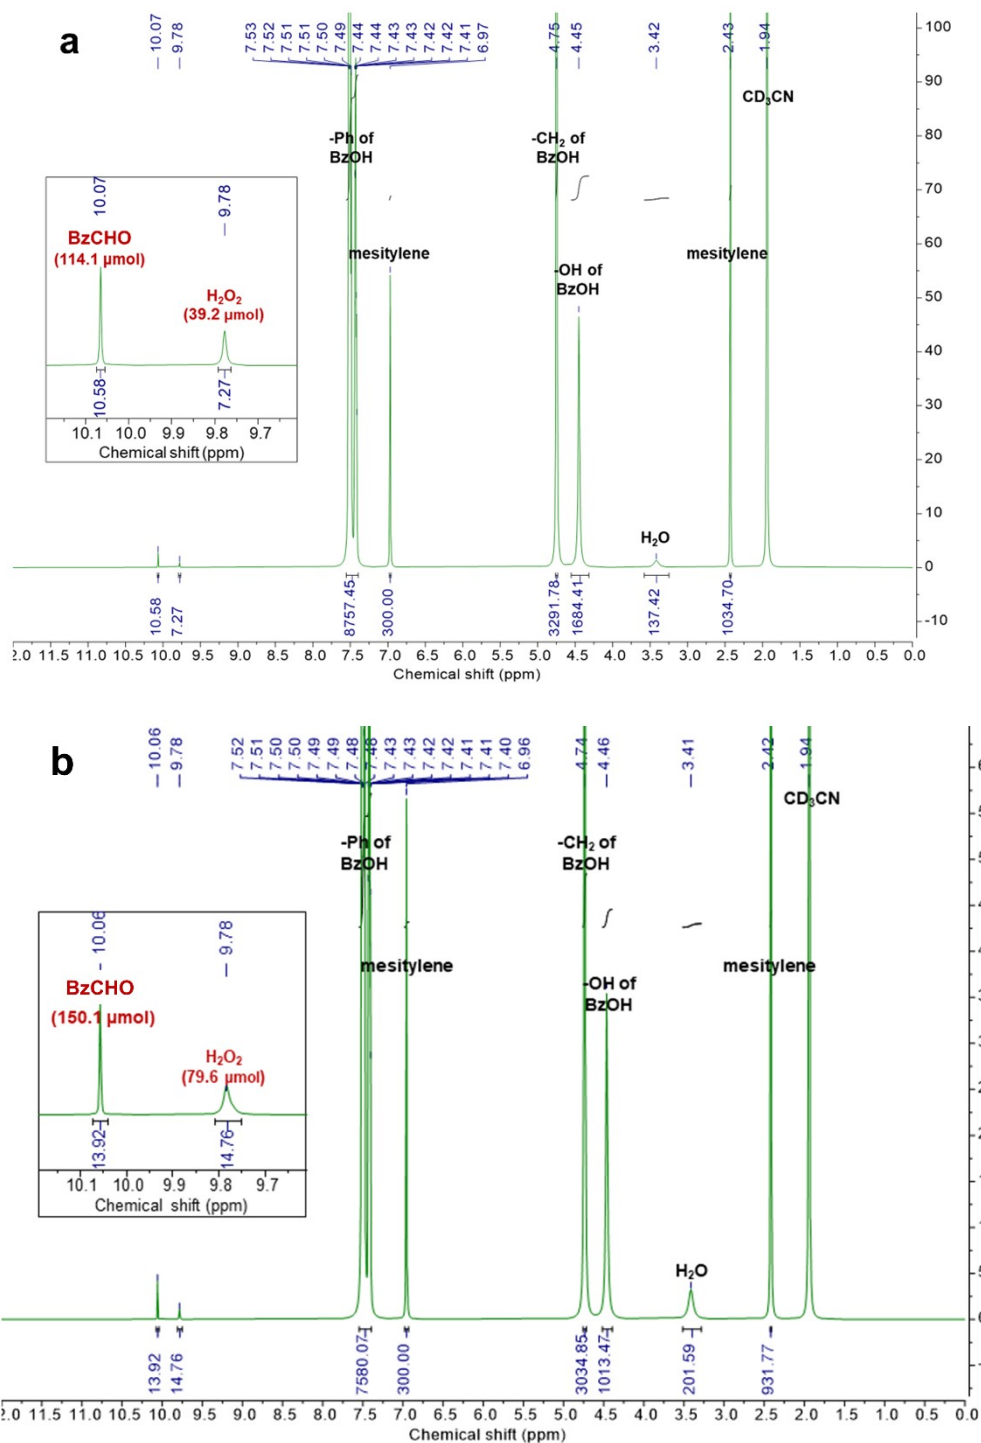 a
10.07
9.78
7.53
7.52
7.51
7.51
7.50
7.49
7.44
7.44
7.43
7.43
7.42
7.42
7.41
6.97
4.75
4.45
3.42
2.43
1.94
100
90
80
70
60
50
40
30
20
10
0
-10
CD3CN
-Ph of
BzOH
-CH2 of
BzOH
mesitylene
-OH of
BzOH
mesitylene
H2O
10.07
9.78
BzCHO
(114.1 µmol)
H2O2
(39.2 µmol)
10.58
7.27
10.1 10.0 9.9 9.8 9.7
Chemical shift (ppm)
10.58
7.27
8757.45
300.00
3291.78
1684.41
137.42
1034.70
2.0 11.5 11.0 10.5 10.0 9.5 9.0 8.5 8.0 7.5 7.0 6.5 6.0 5.5 5.0 4.5 4.0 3.5 3.0 2.5 2.0 1.5 1.0 0.5 0.0
Chemical shift (ppm)
b
10.06
9.78
7.52
7.51
7.50
7.50
7.49
7.49
7.48
7.48
7.43
7.43
7.42
7.42
7.41
7.41
7.40
6.96
4.74
4.46
3.41
2.42
1.94
CD3CN
-Ph of
BzOH
-CH2 of
BzOH
mesitylene
-OH of
BzOH
mesitylene
H2O
10.06
9.78
BzCHO
(150.1 µmol)
H2O2
(79.6 µmol)
13.92
14.76
10.1 10.0 9.9 9.8 9.7
Chemical shift (ppm)
13.92
14.76
7580.07
300.00
3034.85
1013.47
201.59
931.77
2.0 11.5 11.0 10.5 10.0 9.5 9.0 8.5 8.0 7.5 7.0 6.5 6.0 5.5 5.0 4.5 4.0 3.5 3.0 2.5 2.0 1.5 1.0 0.5 0.0
Chemical shift (ppm)